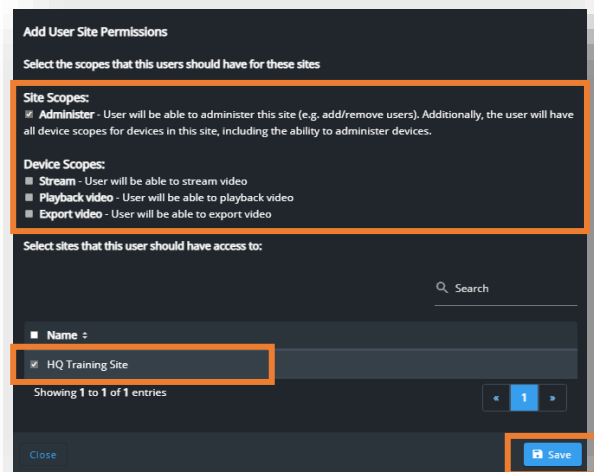 Add User Site Permissions
Select the scopes that this users should have for these sites
Site Scopes:
Administer - User will be able to administer this site (e.g. add/remove users). Additionally, the user will have
all device scopes for devices in this site, including the ability to administer devices.
Device Scopes:
Stream - User will be able to stream video
Playback video - User will be able to playback video
Export video - User will be able to export video
Select sites that this user should have access to:
Search
Name
HQ Training Site
Showing 1 to 1 of 1 entries
« 1 »
Close
Save